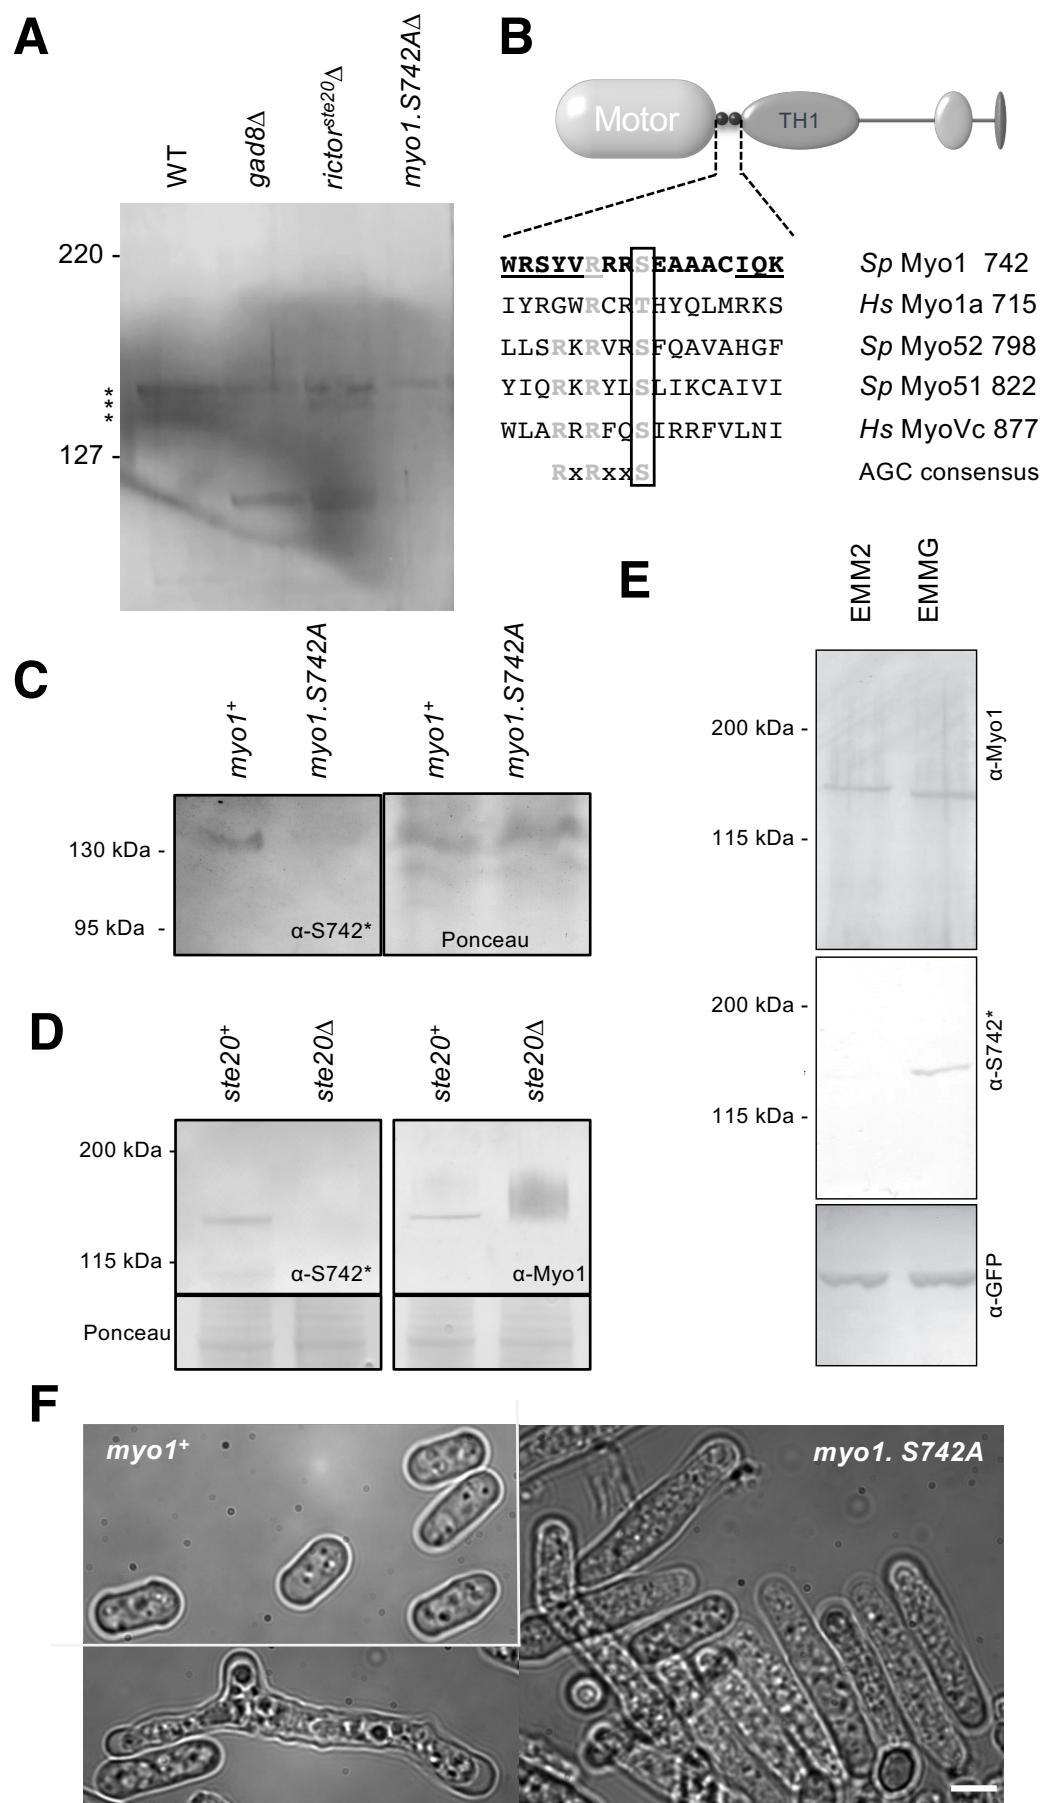 A
WT
gad8Δ
rictorste20Δ
myo1.S742AΔ
220 -
***
127 -
B
Motor
TH1
WRSYVRRRSEAAACIQK Sp Myo1 742
IYRGWRCRTHYQLMRKS Hs Myo1a 715
LLSRKRVRSFQAVAHGF Sp Myo52 798
YIQRKRYLSLIKCAIVI Sp Myo51 822
WLARRRFQSIRRFVLNI Hs MyoVc 877
RxRxxS AGC consensus
C
myo1+
myo1.S742A
myo1+
myo1.S742A
130 kDa -
95 kDa -
α-S742*
Ponceau
D
ste20+
ste20Δ
ste20+
ste20Δ
200 kDa -
115 kDa -
α-S742*
α-Myo1
Ponceau
E
EMM2
EMMG
200 kDa -
115 kDa -
α-Myo1
200 kDa -
115 kDa -
α-S742*
α-GFP
F
myo1+
myo1. S742A